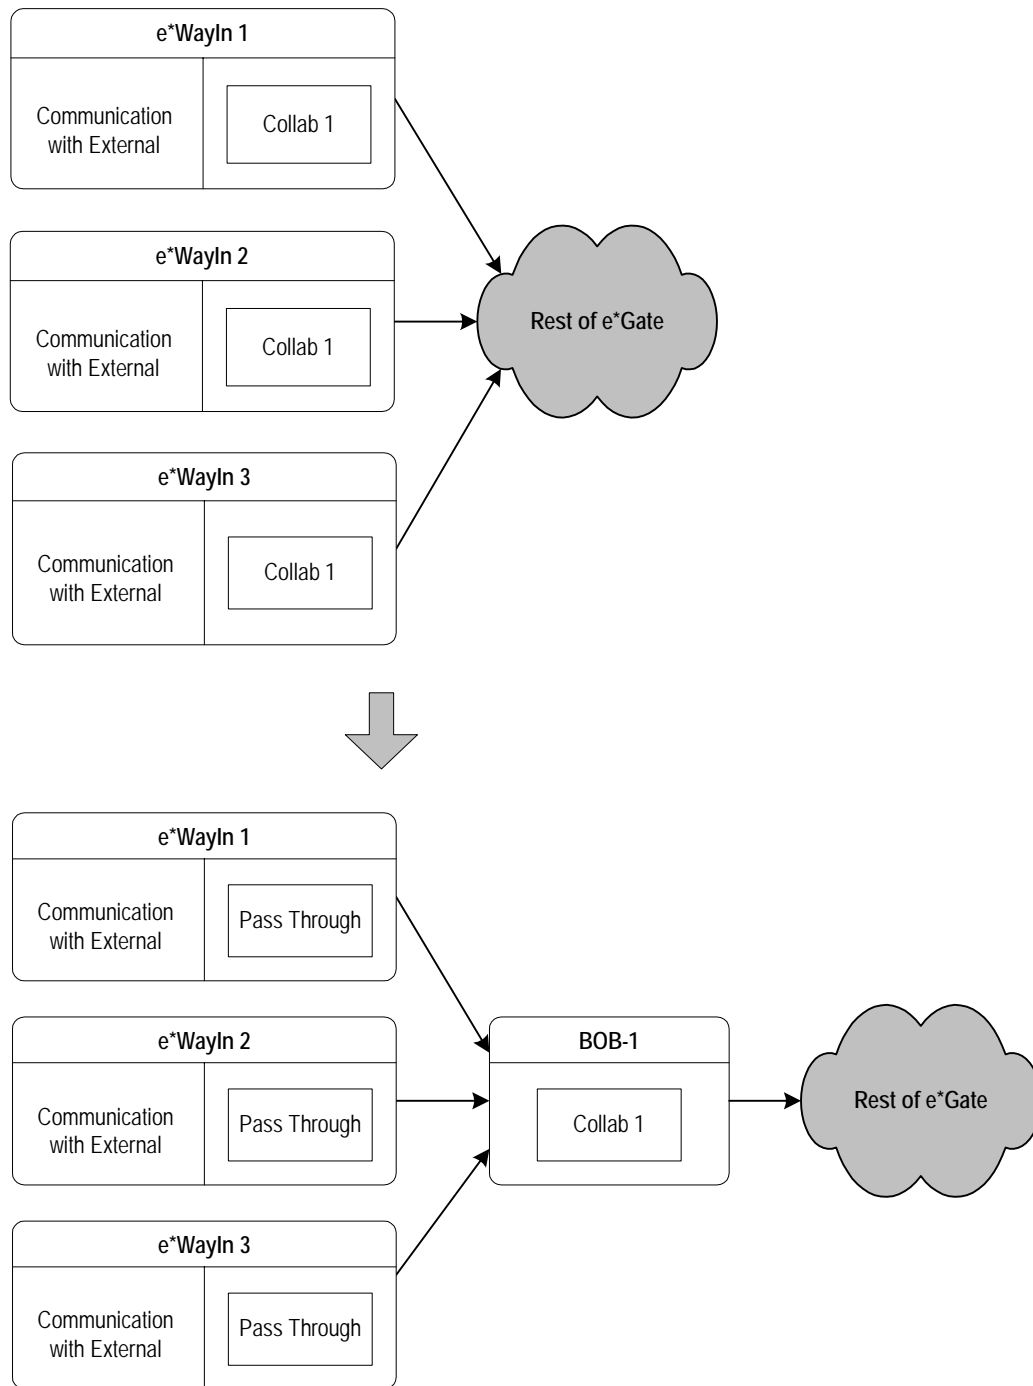 e*WayIn 1
Communication
with External
Collab 1
e*WayIn 2
Communication
with External
Collab 1
Rest of e*Gate
e*WayIn 3
Communication
with External
Collab 1
e*WayIn 1
Communication
with External
Pass Through
e*WayIn 2
Communication
with External
Pass Through
BOB-1
Collab 1
Rest of e*Gate
e*WayIn 3
Communication
with External
Pass Through